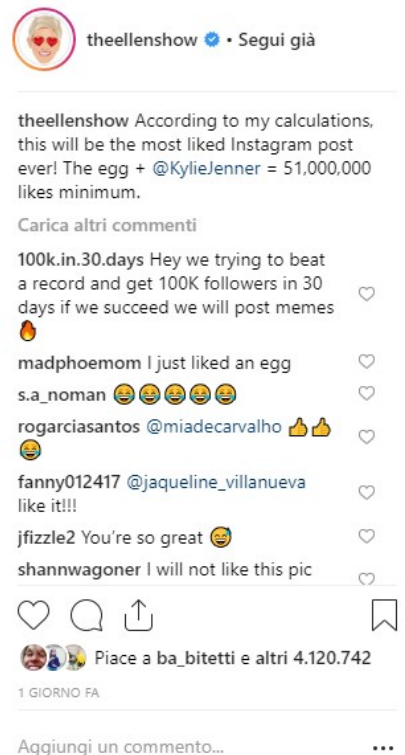 theellenshow • Segui già
theellenshow According to my calculations,
this will be the most liked Instagram post
ever! The egg + @KylieJenner = 51,000,000
likes minimum.
Carica altri commenti
100k.in.30.days Hey we trying to beat
a record and get 100K followers in 30
days if we succeed we will post memes
🔥
madphoemom I just liked an egg
s.a_noman 😂😂😂😂😂
rogarciasantos @miadecarvalho 👍👍
😂
fanny012417 @jaqueline_villanueva
like it!!!
jfizzle2 You're so great 😅
shannwagoner I will not like this pic
Piace a ba_bitetti e altri 4.120.742
1 GIORNO FA
Aggiungi un commento...